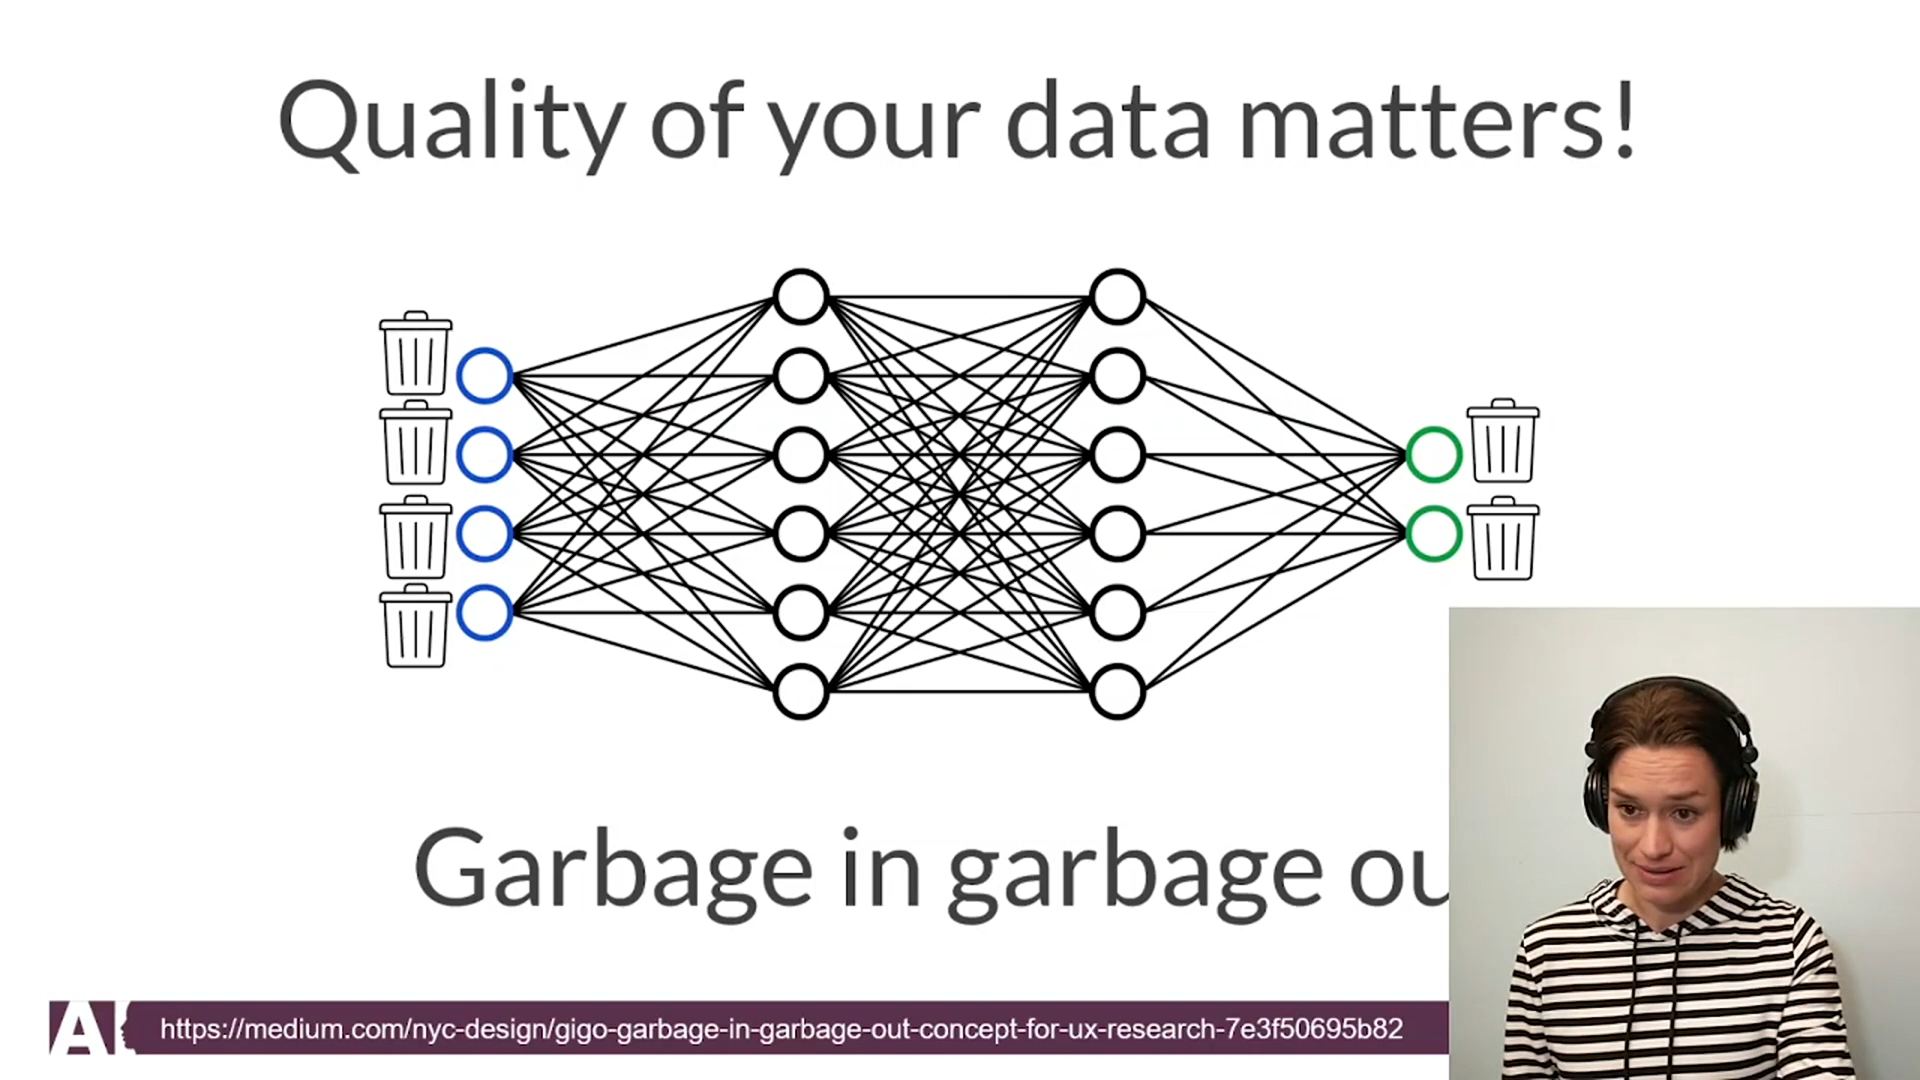 Quality of your data matters!
Garbage in garbage ou
A
https://medium.com/nyc-design/gigo-garbage-in-garbage-out-concept-for-ux-research-7e3f50695b82